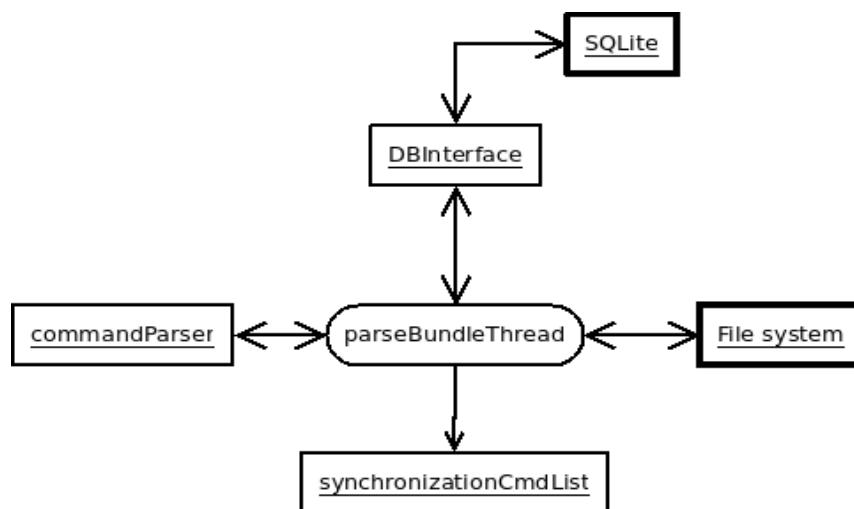 SQLite
DBInterface
commandParser
parseBundleThread
File system
synchronizationCmdList